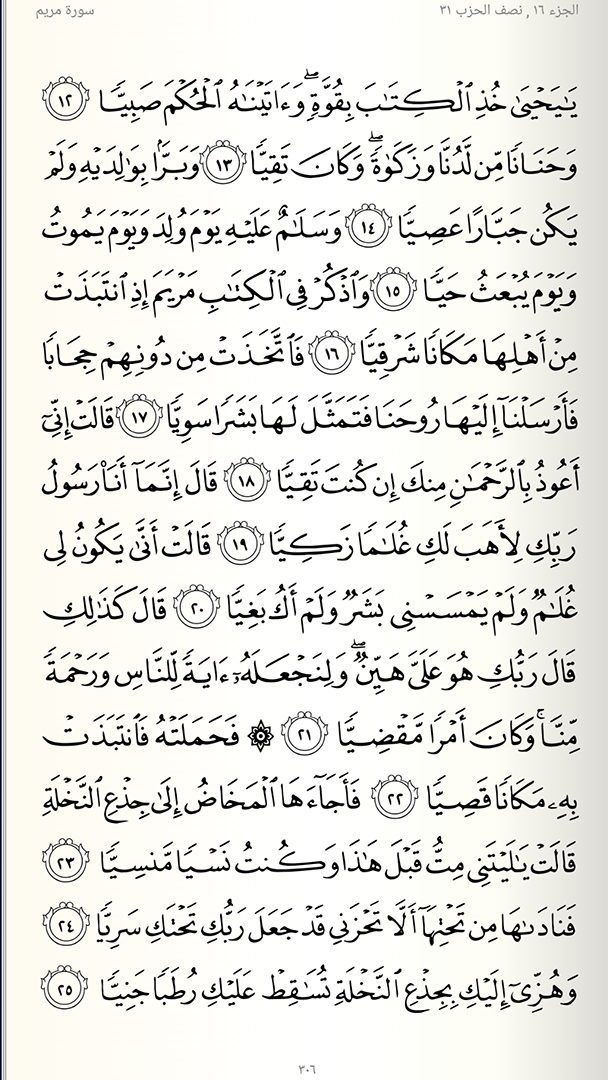 الجزء ١٦ , نصف الحزب ٣١
سورة مريم
يَٰيَحۡيَىٰ خُذِ ٱلۡكِتَٰبَ بِقُوَّةٖۖ وَءَاتَيۡنَٰهُ ٱلۡحُكۡمَ صَبِيّٗا ١٢
وَحَنَانٗا مِّن لَّدُنَّا وَزَكَوٰةٗۖ وَكَانَ تَقِيّٗا ١٣ وَبَرَّۢا بِوَٰلِدَيۡهِ وَلَمۡ
يَكُن جَبَّارًا عَصِيّٗا ١٤ وَسَلَٰمٌ عَلَيۡهِ يَوۡمَ وُلِدَ وَيَوۡمَ يَمُوتُ
وَيَوۡمَ يُبۡعَثُ حَيّٗا ١٥ وَٱذۡكُرۡ فِي ٱلۡكِتَٰبِ مَرۡيَمَ إِذِ ٱنتَبَذَتۡ
مِنۡ أَهۡلِهَا مَكَانٗا شَرۡقِيّٗا ١٦ فَٱتَّخَذَتۡ مِن دُونِهِمۡ حِجَابٗا
فَأَرۡسَلۡنَآ إِلَيۡهَا رُوحَنَا فَتَمَثَّلَ لَهَا بَشَرٗا سَوِيّٗا ١٧ قَالَتۡ إِنِّيٓ
أَعُوذُ بِٱلرَّحۡمَٰنِ مِنكَ إِن كُنتَ تَقِيّٗا ١٨ قَالَ إِنَّمَآ أَنَا۠ رَسُولُ
رَبِّكِ لِأَهَبَ لَكِ غُلَٰمٗا زَكِيّٗا ١٩ قَالَتۡ أَنَّىٰ يَكُونُ لِي
غُلَٰمٞ وَلَمۡ يَمۡسَسۡنِي بَشَرٞ وَلَمۡ أَكُ بَغِيّٗا ٢٠ قَالَ كَذَٰلِكِ
قَالَ رَبُّكِ هُوَ عَلَيَّ هَيِّنٞۖ وَلِنَجۡعَلَهُۥٓ ءَايَةٗ لِّلنَّاسِ وَرَحۡمَةٗ
مِّنَّاۚ وَكَانَ أَمۡرٗا مَّقۡضِيّٗا ٢١ ۞ فَحَمَلَتۡهُ فَٱنتَبَذَتۡ
بِهِۦ مَكَانٗا قَصِيّٗا ٢٢ فَأَجَآءَهَا ٱلۡمَخَاضُ إِلَىٰ جِذۡعِ ٱلنَّخۡلَةِ
قَالَتۡ يَٰلَيۡتَنِي مِتُّ قَبۡلَ هَٰذَا وَكُنتُ نَسۡيٗا مَّنسِيّٗا ٢٣
فَنَادَىٰهَا مِن تَحۡتِهَآ أَلَّا تَحۡزَنِي قَدۡ جَعَلَ رَبُّكِ تَحۡتَكِ سَرِيّٗا ٢٤
وَهُزِّيٓ إِلَيۡكِ بِجِذۡعِ ٱلنَّخۡلَةِ تُسَٰقِطۡ عَلَيۡكِ رُطَبٗا جَنِيّٗا ٢٥
٣٠٦